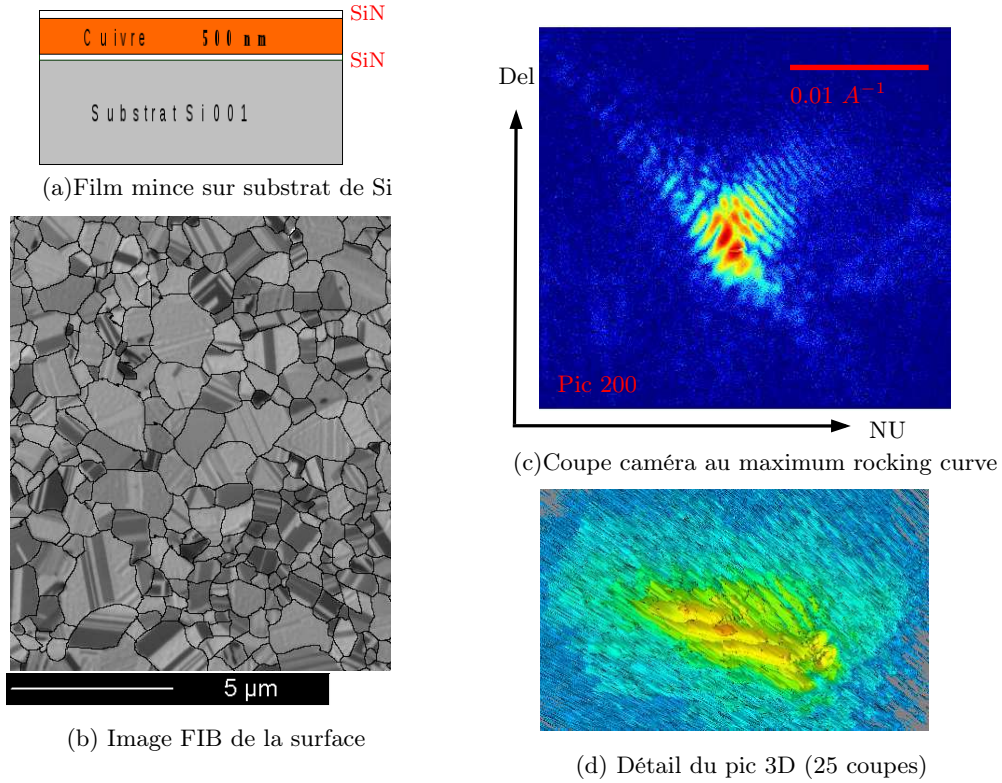 SiN
Cuivre 500 nm
SiN
Substrat Si001
(a)Film mince sur substrat de Si
5 µm
(b) Image FIB de la surface
Del
0.01 A⁻¹
Pic 200
NU
(c)Coupe caméra au maximum rocking curve
(d) Détail du pic 3D (25 coupes)